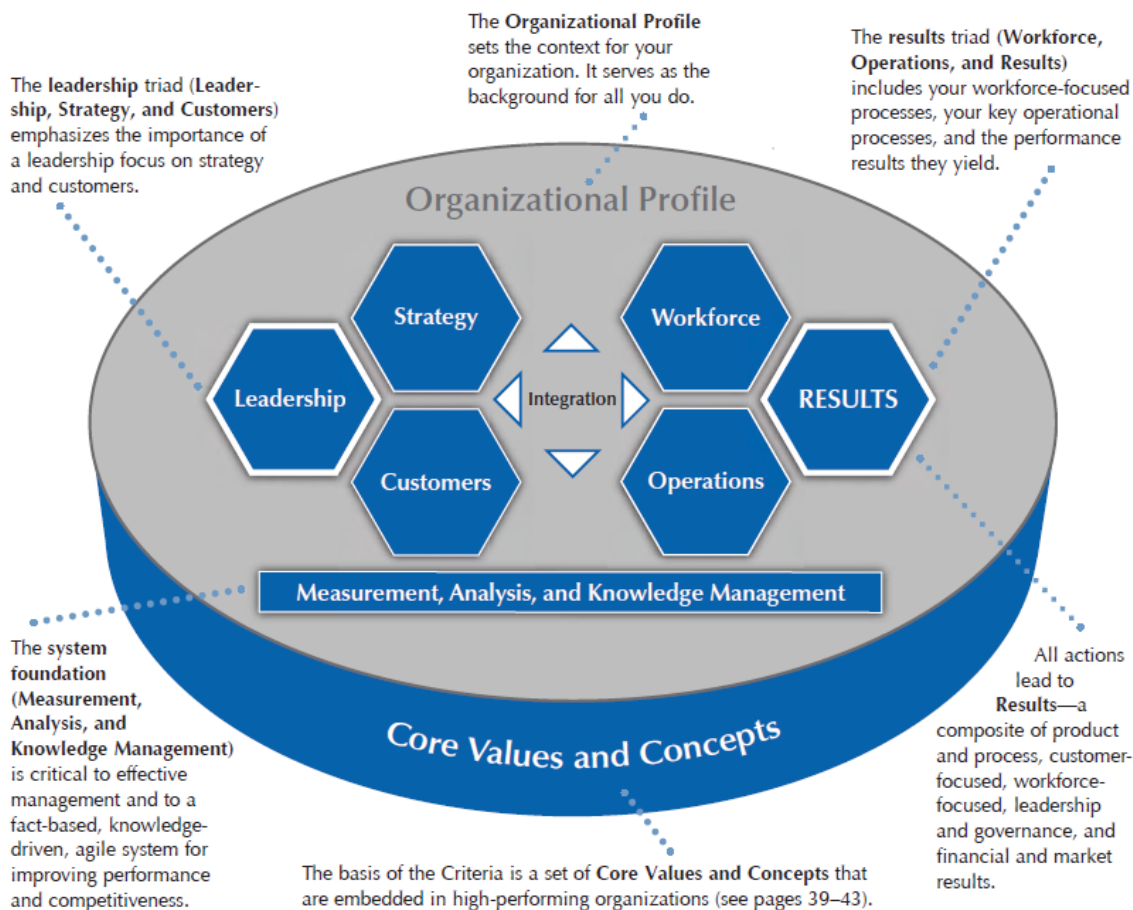 The Organizational Profile
sets the context for your
organization. It serves as the
background for all you do.
The results triad (Workforce,
Operations, and Results)
includes your workforce-focused
processes, your key operational
processes, and the performance
results they yield.
The leadership triad (Leader-
ship, Strategy, and Customers)
emphasizes the importance of
a leadership focus on strategy
and customers.
Organizational Profile
Strategy
Workforce
Leadership
Integration
RESULTS
Customers
Operations
Measurement, Analysis, and Knowledge Management
Core Values and Concepts
The system
foundation
(Measurement,
Analysis, and
Knowledge Management)
is critical to effective
management and to a
fact-based, knowledge-
driven, agile system for
improving performance
and competitiveness.
All actions
lead to
Results—a
composite of product
and process, customer-
focused, workforce-
focused, leadership
and governance, and
financial and market
results.
The basis of the Criteria is a set of Core Values and Concepts that
are embedded in high-performing organizations (see pages 39–43).